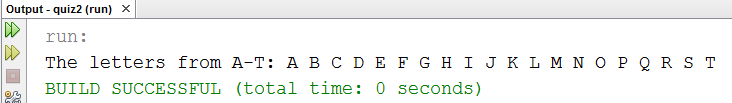 Output - quiz2 (run)
run:
The letters from A-T: A B C D E F G H I J K L M N O P Q R S T
BUILD SUCCESSFUL (total time: 0 seconds)